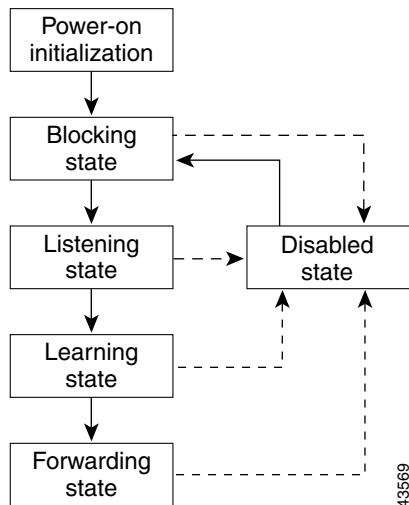 Power-on
initialization
Blocking
state
Listening
state
Disabled
state
Learning
state
Forwarding
state
43569